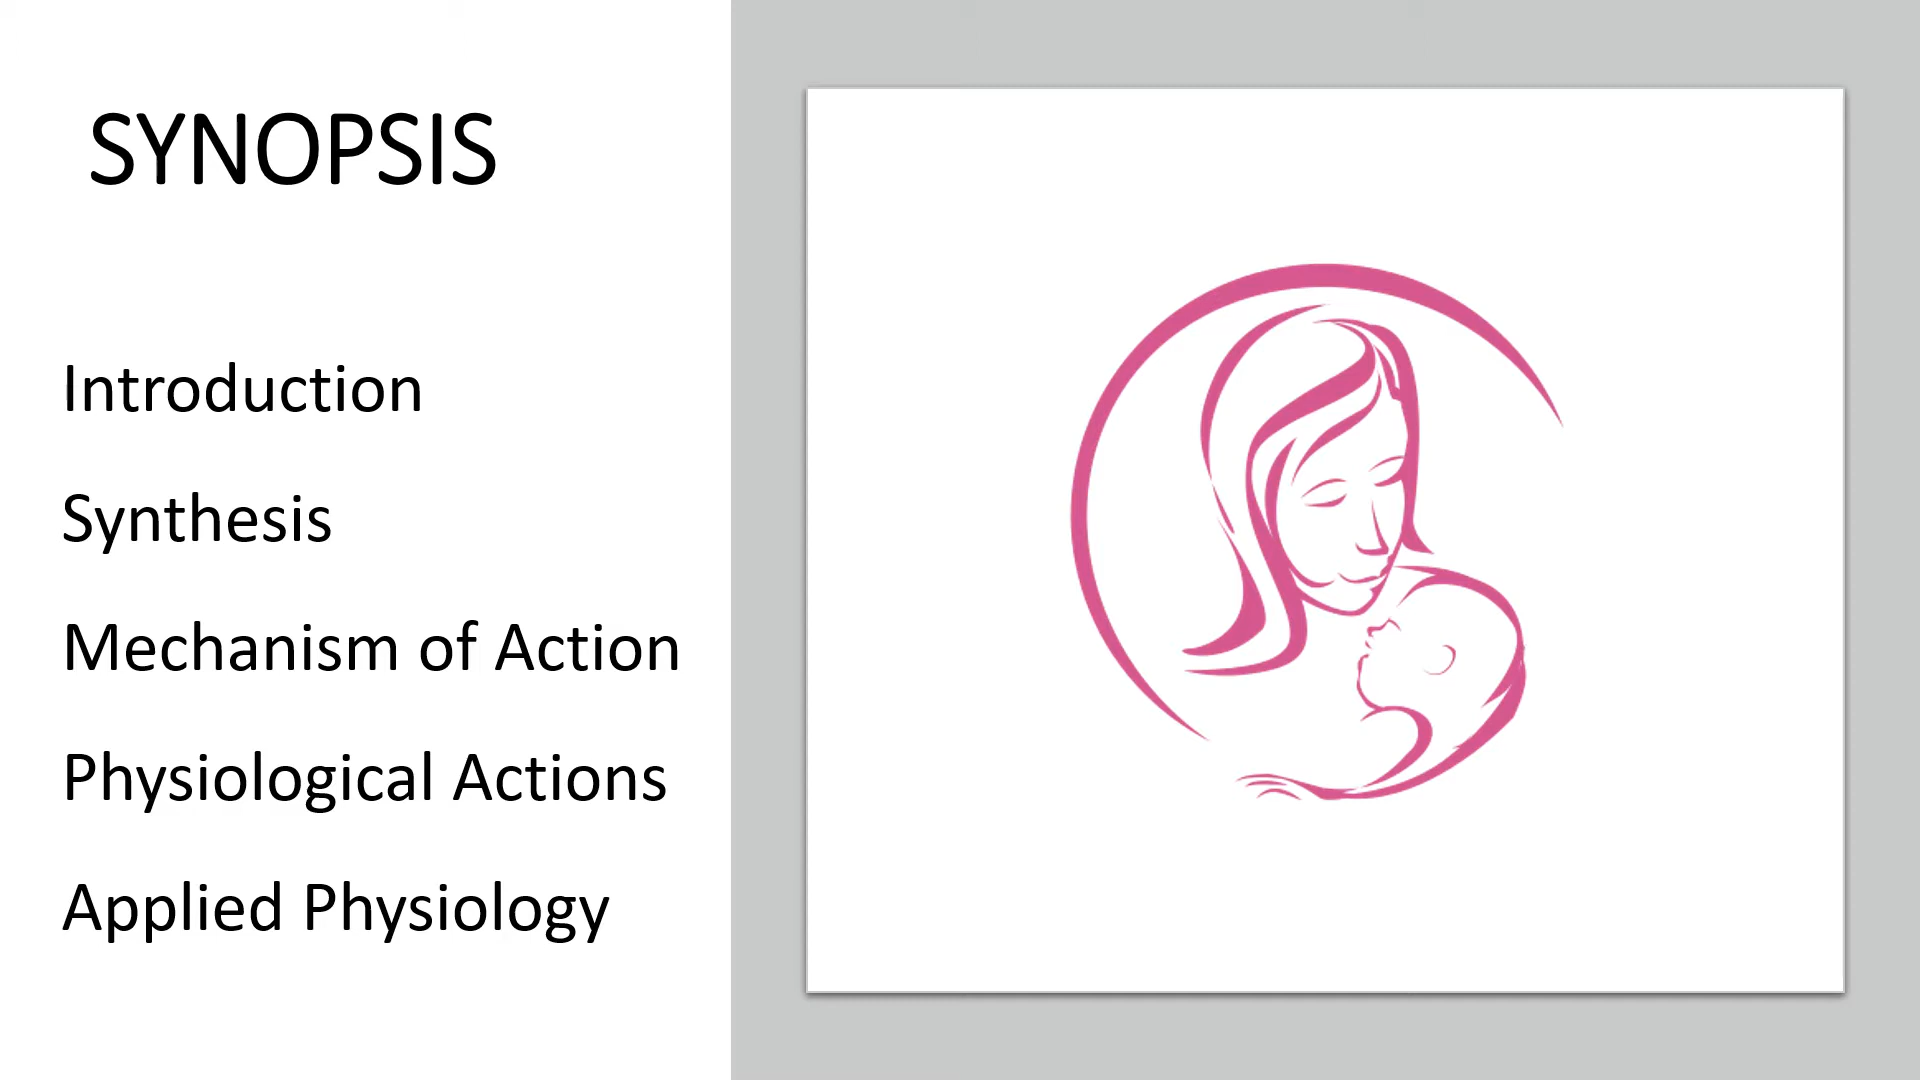 SYNOPSIS
Introduction
Synthesis
Mechanism of Action
Physiological Actions
Applied Physiology